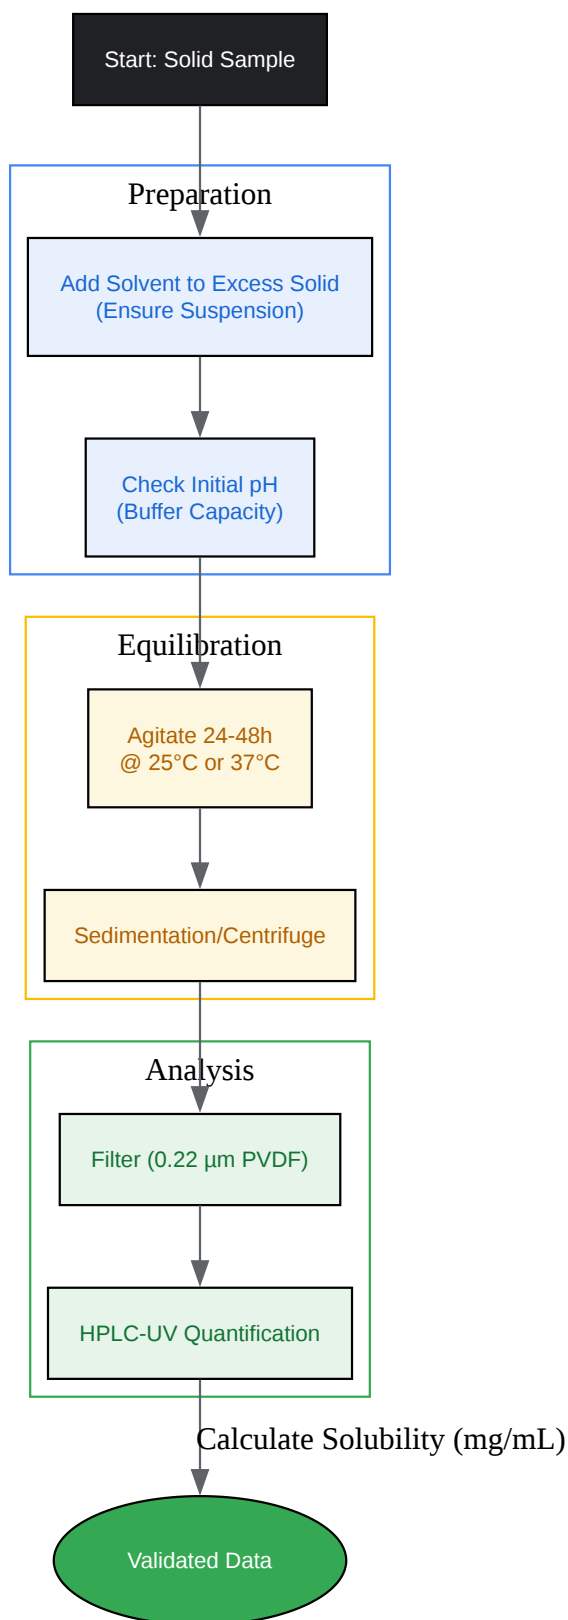 Start: Solid Sample
Preparation
Add Solvent to Excess Solid
(Ensure Suspension)
Check Initial pH
(Buffer Capacity)
Equilibration
Agitate 24-48h
@ 25°C or 37°C
Sedimentation/Centrifuge
Analysis
Filter (0.22 µm PVDF)
HPLC-UV Quantification
Calculate Solubility (mg/mL)
Validated Data